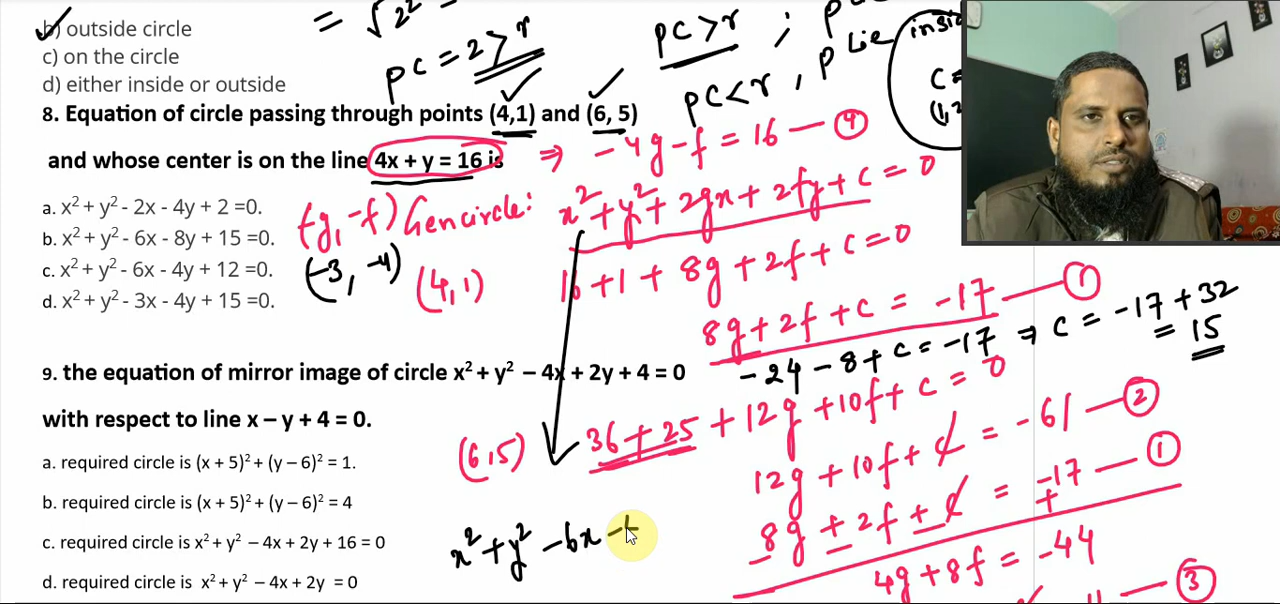 = √2²
b) outside circle
c) on the circle
d) either inside or outside
PC = 2 > r
PC > r ;
PC < r , P lie
insi
C =
8. Equation of circle passing through points (4,1) and (6, 5)
and whose center is on the line 4x + y = 16 is
⇒ -4g - f = 16 — ④
a. x² + y² - 2x - 4y + 2 =0.
b. x² + y² - 6x - 8y + 15 =0.
c. x² + y² - 6x - 4y + 12 =0.
d. x² + y² - 3x - 4y + 15 =0.
(-g, -f) Gen circle: x² + y² + 2gx + 2fy + c = 0
(-3, -4)
(4,1) 16 + 1 + 8g + 2f + c = 0
8g + 2f + c = -17 — ①
-24 - 8 + c = -17 ⇒ c = -17 + 32
= 15
9. the equation of mirror image of circle x² + y² – 4x + 2y + 4 = 0
with respect to line x – y + 4 = 0.
a. required circle is (x + 5)² + (y – 6)² = 1.
b. required circle is (x + 5)² + (y – 6)² = 4
c. required circle is x² + y² – 4x + 2y + 16 = 0
d. required circle is x² + y² – 4x + 2y = 0
(6,5) 36 + 25 + 12g + 10f + c = 0
12g + 10f + c = -61 — ②
8g + 2f + c = -17 — ①
- - - +
4g + 8f = -44
— ③
x² + y² - 6x -